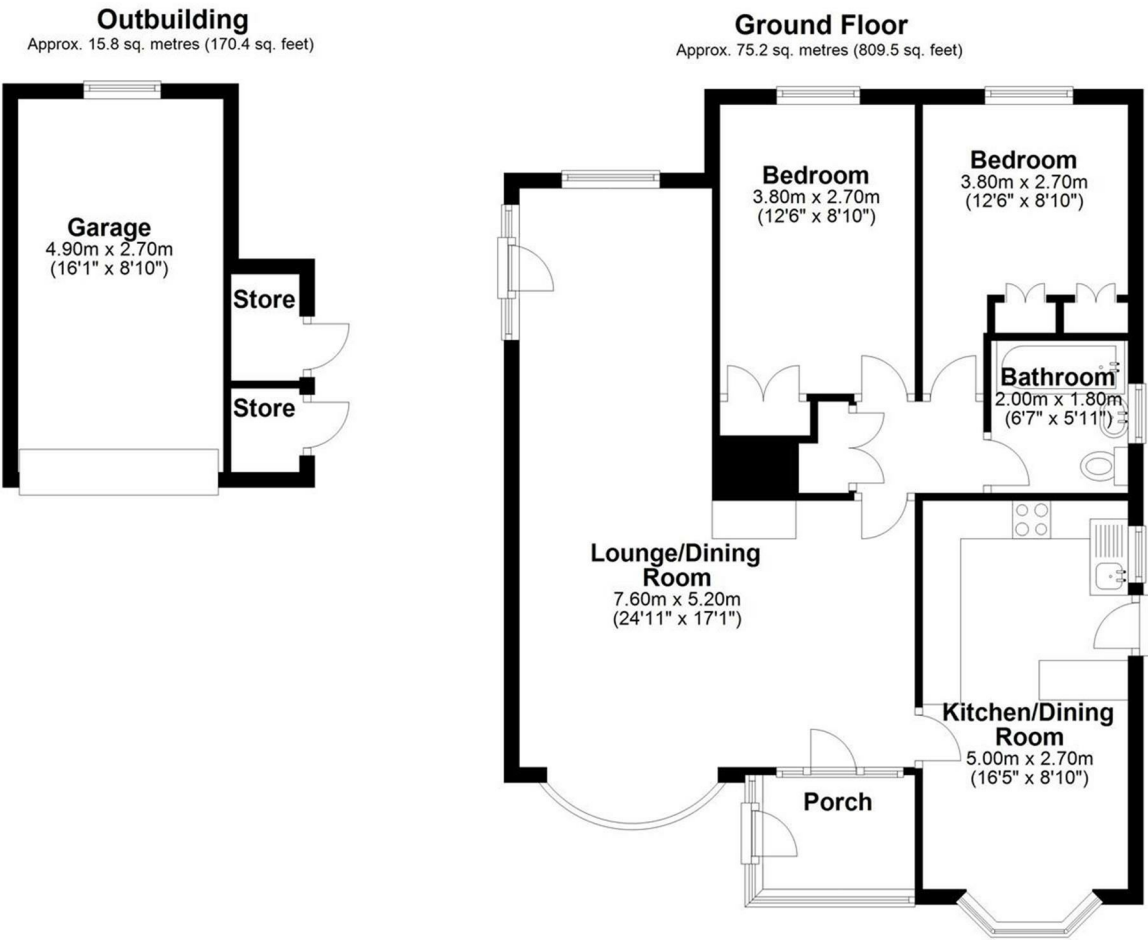 Outbuilding
Approx. 15.8 sq. metres (170.4 sq. feet)
Garage
4.90m x 2.70m
(16'1" x 8'10")
Store
Store
Ground Floor
Approx. 75.2 sq. metres (809.5 sq. feet)
Bedroom
3.80m x 2.70m
(12'6" x 8'10")
Bedroom
3.80m x 2.70m
(12'6" x 8'10")
Bathroom
2.00m x 1.80m
(6'7" x 5'11")
Lounge/Dining
Room
7.60m x 5.20m
(24'11" x 17'1")
Kitchen/Dining
Room
5.00m x 2.70m
(16'5" x 8'10")
Porch